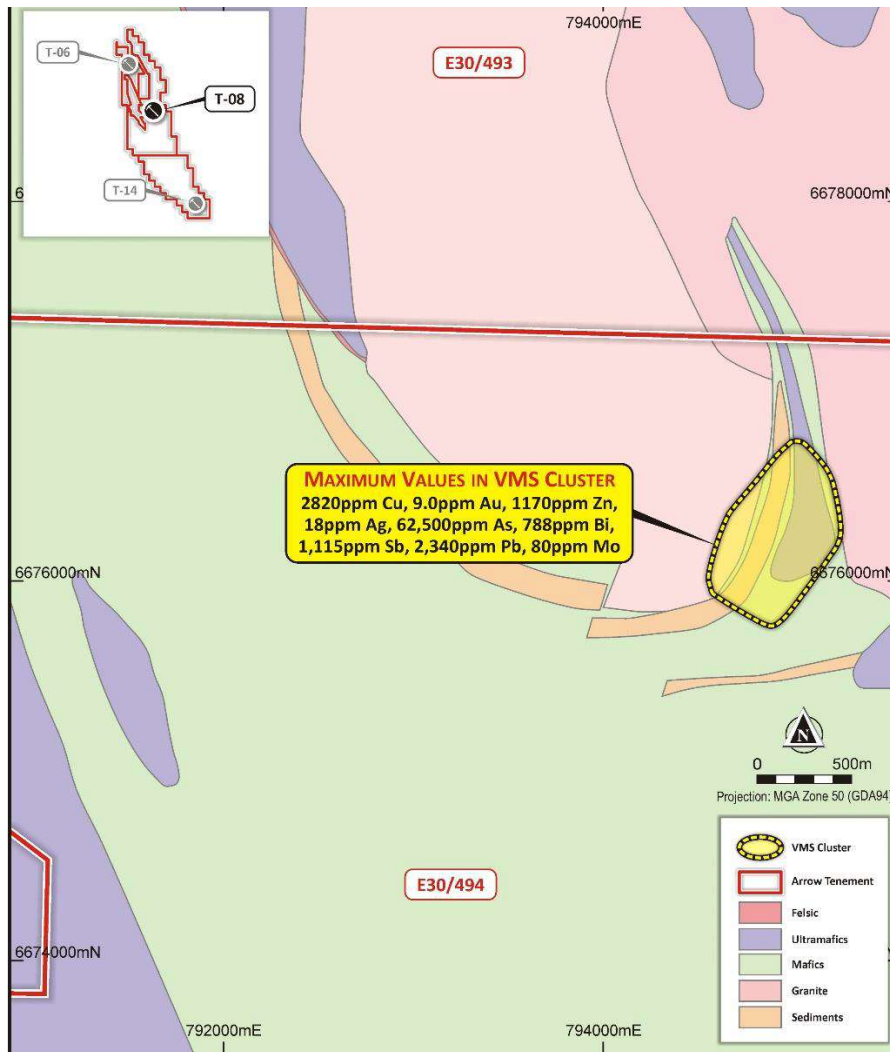 794000mE
E30/493
T-06
T-08
T-14
6
6678000mN
MAXIMUM VALUES IN VMS CLUSTER
2820ppm Cu, 9.0ppm Au, 1170ppm Zn,
18ppm Ag, 62,500ppm As, 788ppm Bi,
1,115ppm Sb, 2,340ppm Pb, 80ppm Mo
6676000mN
6676000mN
N
0 500m
Projection: MGA Zone 50 (GDA94)
VMS Cluster
Arrow Tenement
Felsic
Ultramafics
Mafics
Granite
Sediments
E30/494
6674000mN
792000mE
794000mE